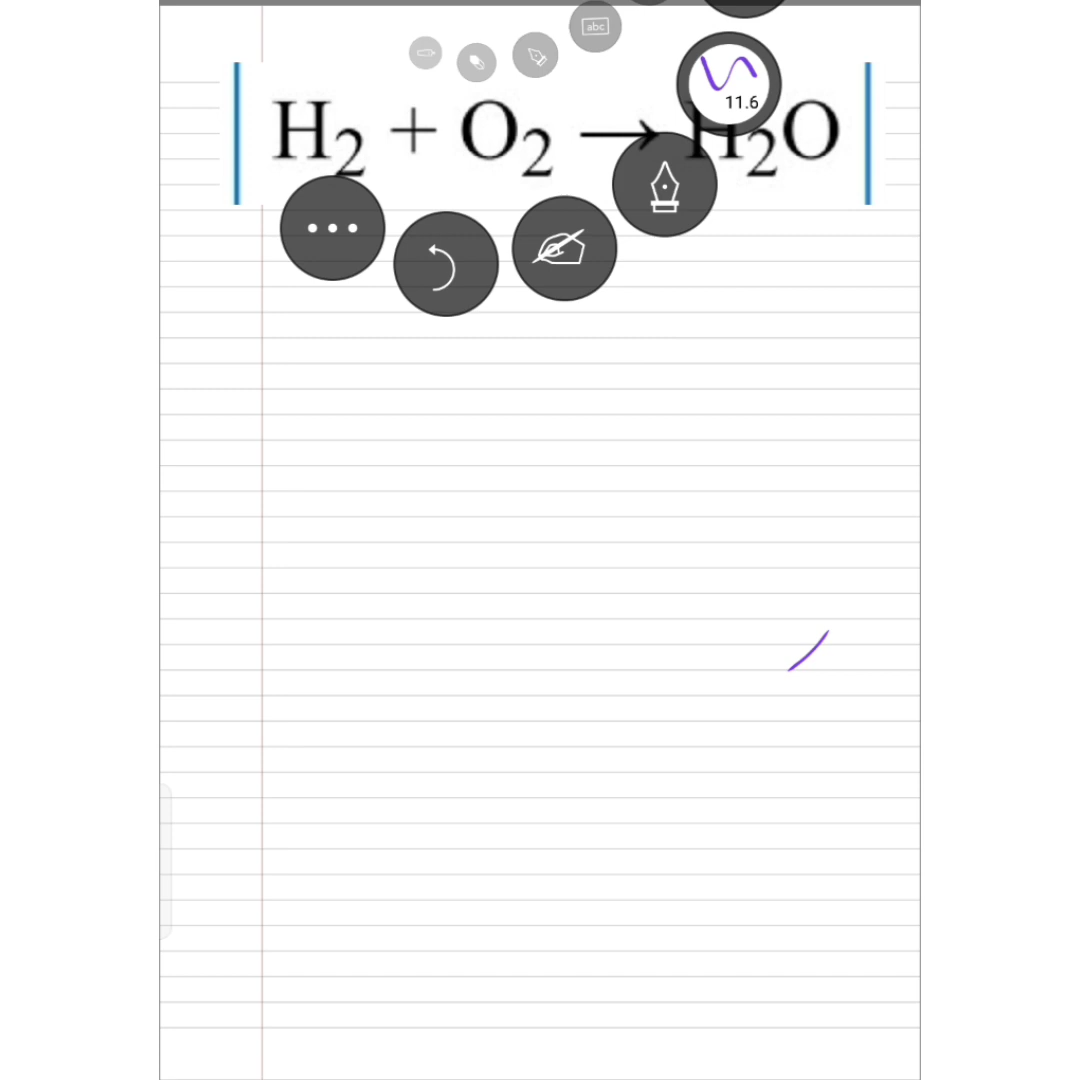 abc
11.6
H₂ + O₂ → H₂O